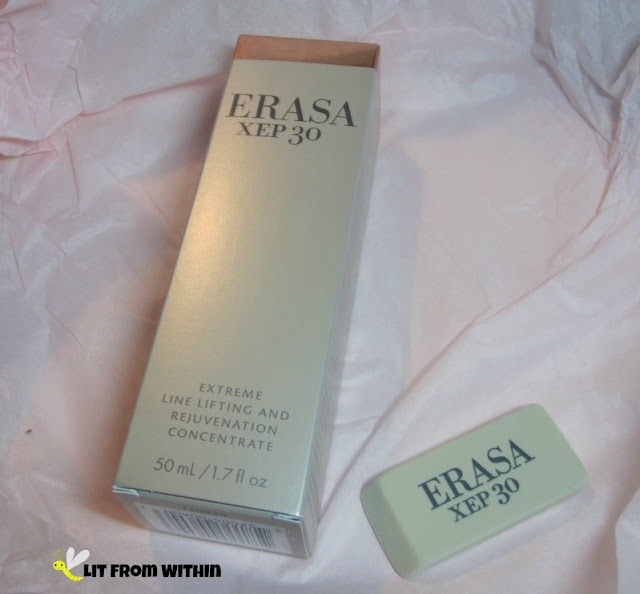 ERASA
XEP 30
EXTREME
LINE LIFTING AND
REJUVENATION
CONCENTRATE
50 mL / 1.7 fl oz
ERASA
XEP 30
LIT FROM WITHIN